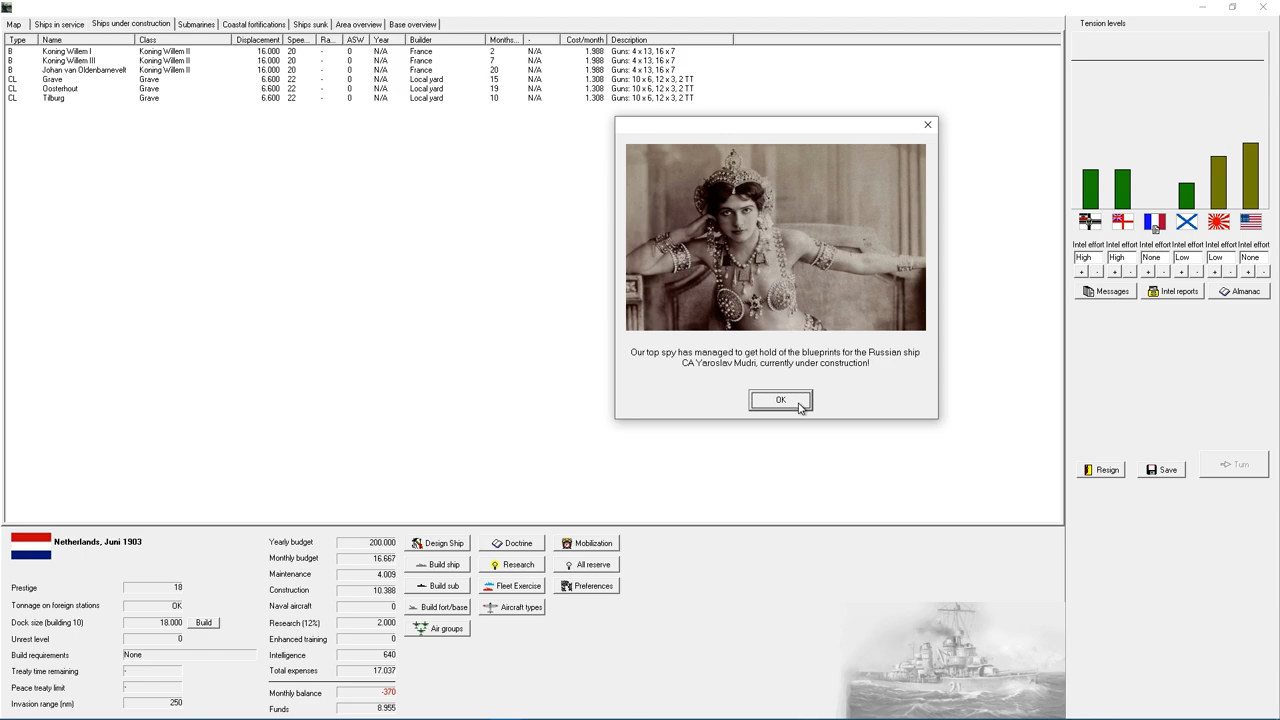 Map Ships in service Ships under construction Submarines Coastal fortifications Ships sunk Area overview Base overview
Type Name Class Displacement Spee... Ra... ASW Year Builder Months... - Cost/month Description
B Koning Willem I Koning Willem II 16.000 20 - 0 N/A France 2 N/A 1.988 Guns: 4 x 13, 16 x 7
B Koning Willem III Koning Willem II 16.000 20 - 0 N/A France 7 N/A 1.988 Guns: 4 x 13, 16 x 7
B Johan van Oldenbarnevelt Koning Willem II 16.000 20 - 0 N/A France 20 N/A 1.988 Guns: 4 x 13, 16 x 7
CL Grave Grave 6.600 22 - 0 N/A Local yard 15 N/A 1.308 Guns: 10 x 6, 12 x 3, 2 TT
CL Oosterhout Grave 6.600 22 - 0 N/A Local yard 19 N/A 1.308 Guns: 10 x 6, 12 x 3, 2 TT
CL Tilburg Grave 6.600 22 - 0 N/A Local yard 10 N/A 1.308 Guns: 10 x 6, 12 x 3, 2 TT
Our top spy has managed to get hold of the blueprints for the Russian ship
CA Yaroslav Mudri, currently under construction!
OK
Tension levels
Intel effort Intel effort Intel effort Intel effort Intel effort Intel effort
High High None Low Low None
+ - + - + - + - + - + -
Messages Intel reports Almanac
Resign Save Turn
Netherlands, Juni 1903
Prestige 18
Tonnage on foreign stations OK
Dock size (building 10) 18.000 Build
Unrest level 0
Build requirements None
Treaty time remaining -
Peace treaty limit -
Invasion range (nm) 250
Yearly budget 200.000
Monthly budget 16.667
Maintenance 4.009
Construction 10.388
Naval aircraft 0
Research (12%) 2.000
Enhanced training 0
Intelligence 640
Total expenses 17.037
Monthly balance -370
Funds 8.955
Design Ship Doctrine Mobilization
Build ship Research All reserve
Build sub Fleet Exercise Preferences
Build fort/base Aircraft types
Air groups